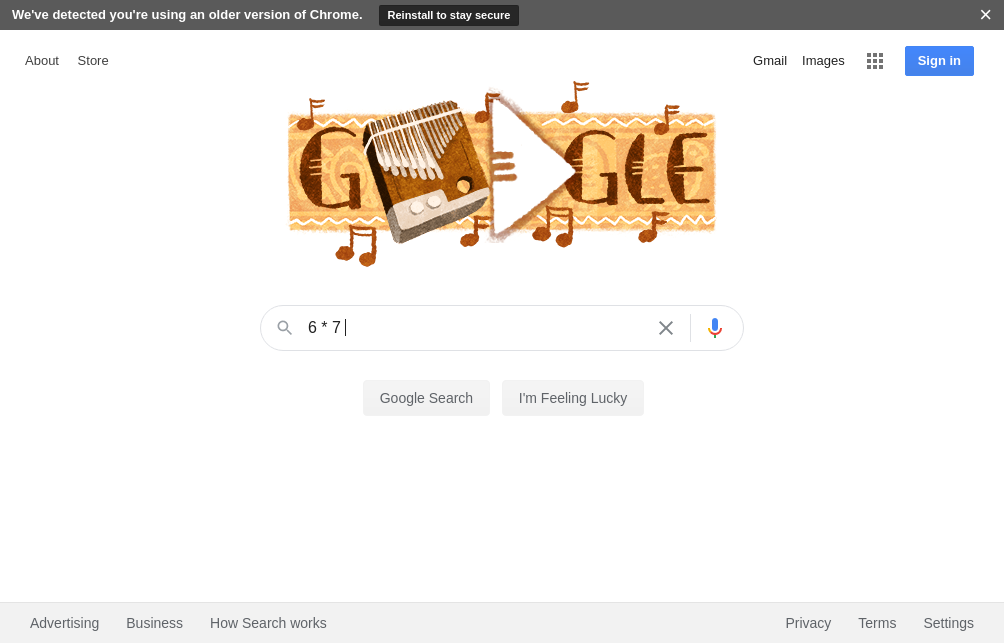 We've detected you're using an older version of Chrome. Reinstall to stay secure
About Store Gmail Images Sign in
6 * 7
Google Search I'm Feeling Lucky
Advertising Business How Search works Privacy Terms Settings